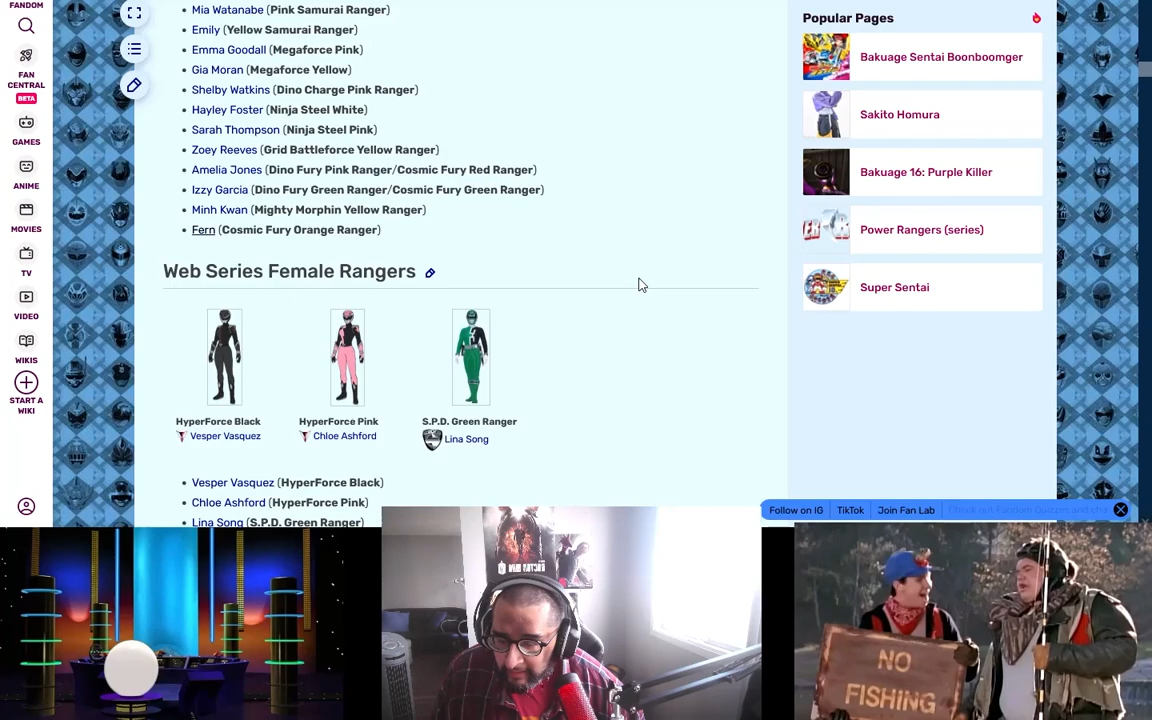 FANDOM
FAN
CENTRAL
BETA
GAMES
ANIME
MOVIES
TV
VIDEO
WIKIS
START A
WIKI
• Mia Watanabe (Pink Samurai Ranger)
• Emily (Yellow Samurai Ranger)
• Emma Goodall (Megaforce Pink)
• Gia Moran (Megaforce Yellow)
• Shelby Watkins (Dino Charge Pink Ranger)
• Hayley Foster (Ninja Steel White)
• Sarah Thompson (Ninja Steel Pink)
• Zoey Reeves (Grid Battleforce Yellow Ranger)
• Amelia Jones (Dino Fury Pink Ranger/Cosmic Fury Red Ranger)
• Izzy Garcia (Dino Fury Green Ranger/Cosmic Fury Green Ranger)
• Minh Kwan (Mighty Morphin Yellow Ranger)
• Fern (Cosmic Fury Orange Ranger)
Web Series Female Rangers
HyperForce Black
Vesper Vasquez
HyperForce Pink
Chloe Ashford
S.P.D. Green Ranger
Lina Song
• Vesper Vasquez (HyperForce Black)
• Chloe Ashford (HyperForce Pink)
• Lina Song (S.P.D. Green Ranger)
Popular Pages
Bakuage Sentai Boonboomger
Sakito Homura
Bakuage 16: Purple Killer
Power Rangers (series)
Super Sentai
Follow on IG
TikTok
Join Fan Lab
Check out Fandom Quizzes and cha
NO
FISHING